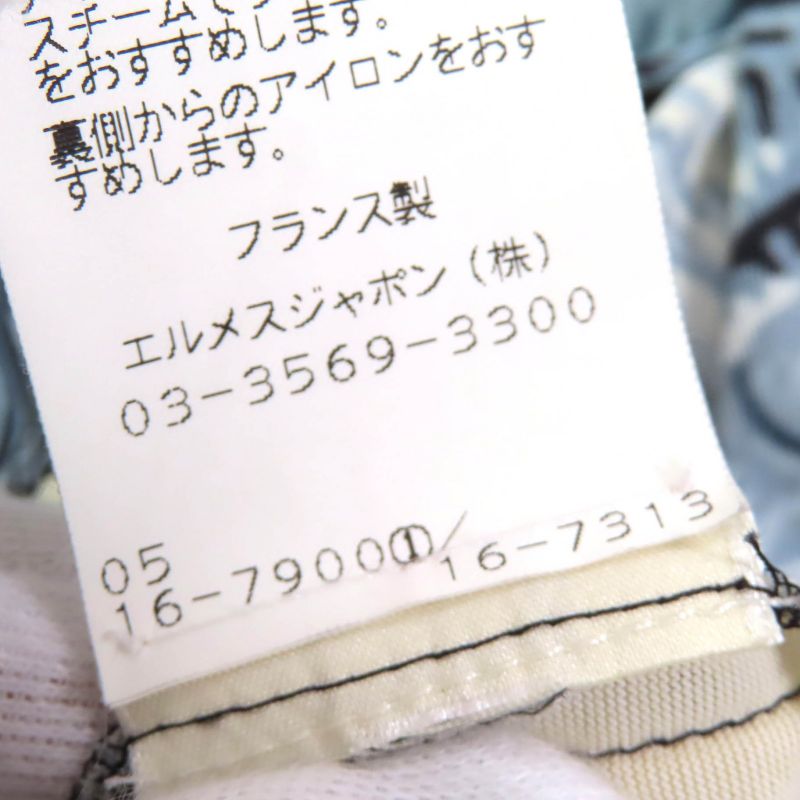 スチームで
をおすすめします。
裏側からのアイロンをおす
すめします。
フランス製
エルメスジャポン(株)
03-3569-3300
05
16-7900①/
16-7313